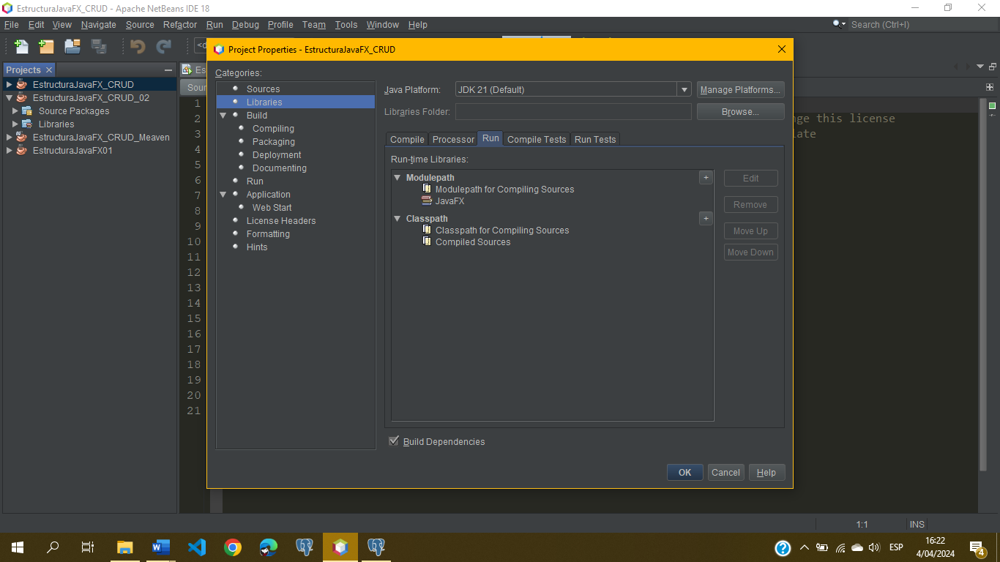 EstructuraJavaFX_CRUD - Apache NetBeans IDE 18
File Edit View Navigate Source Refactor Run Debug Profile Team Tools Window Help
Search (Ctrl+I)
Project Properties - EstructuraJavaFX_CRUD
Projects
EstructuraJavaFX_CRUD
EstructuraJavaFX_CRUD_02
Source Packages
Libraries
EstructuraJavaFX_CRUD_Meaven
EstructuraJavaFX01
Categories:
Sources
Libraries
Build
Compiling
Packaging
Deployment
Documenting
Run
Application
Web Start
License Headers
Formatting
Hints
Java Platform: JDK 21 (Default) Manage Platforms...
Libraries Folder: Browse...
Compile Processor Run Compile Tests Run Tests
Run-time Libraries:
Modulepath +
Modulepath for Compiling Sources
JavaFX
Classpath +
Classpath for Compiling Sources
Compiled Sources
Edit
Remove
Move Up
Move Down
Build Dependencies
OK Cancel Help
1
2
3
4
5
6
7
8
9
10
11
12
13
14
15
16
17
18
19
20
21
this license
1:1 INS
ESP
16:22
4/04/2024
4